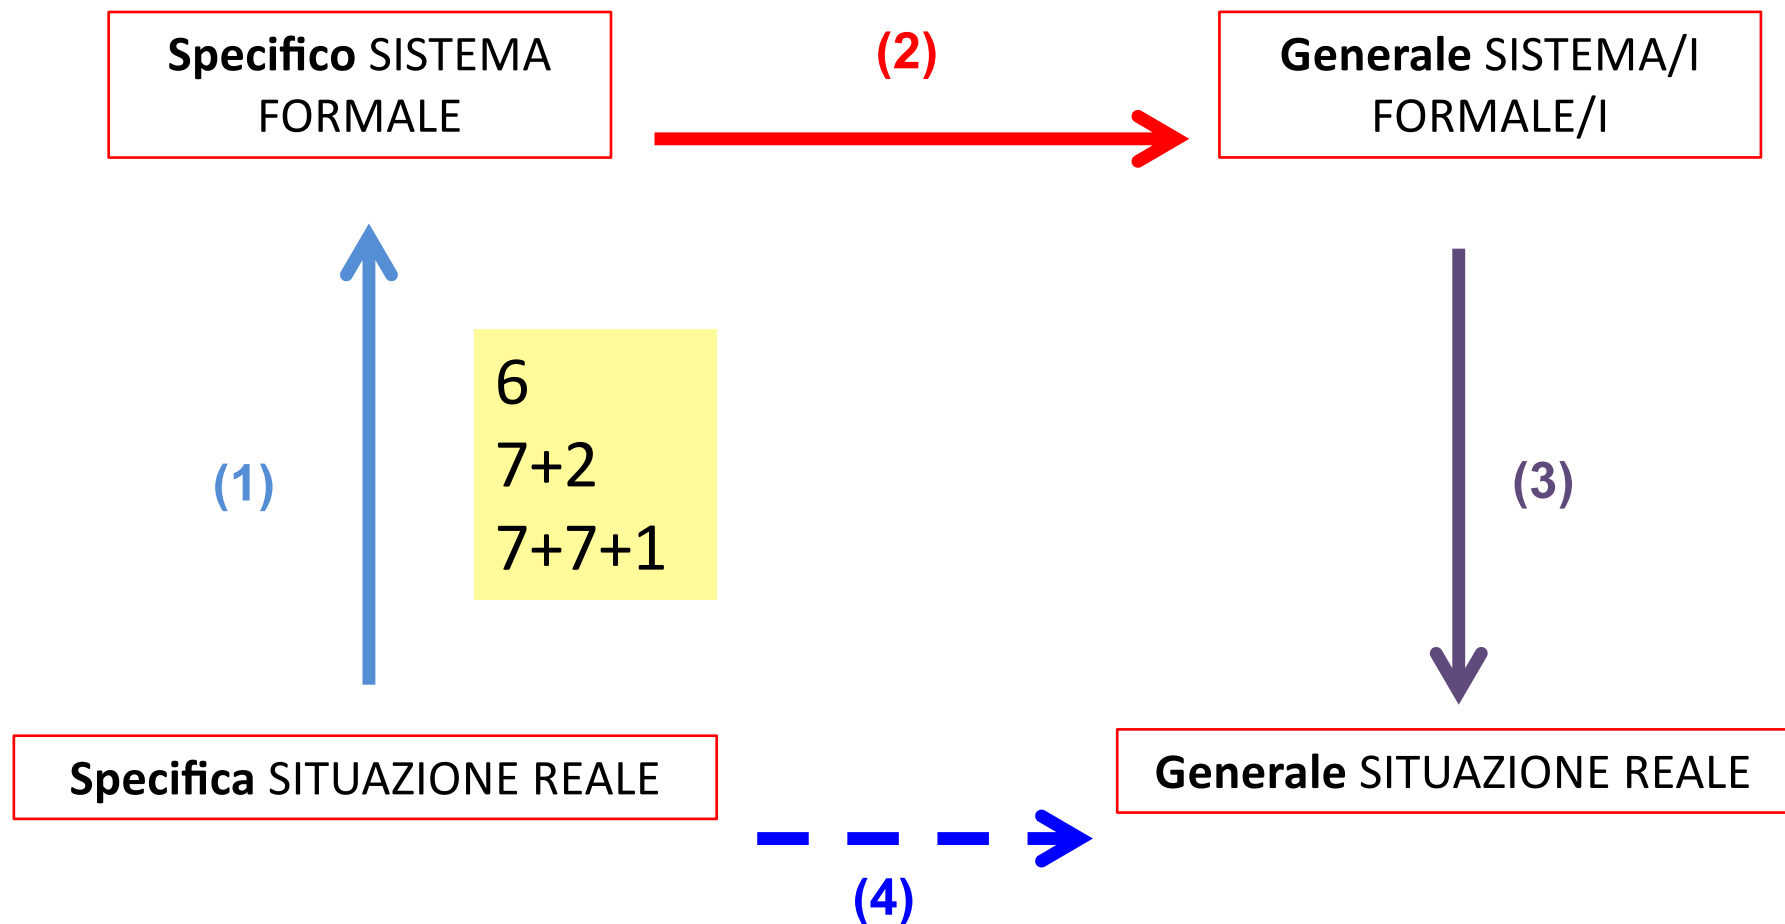 Specifico SISTEMA
FORMALE
(2)
Generale SISTEMA/I
FORMALE/I
(1)
6
7+2
7+7+1
(3)
Specifica SITUAZIONE REALE
Generale SITUAZIONE REALE
(4)